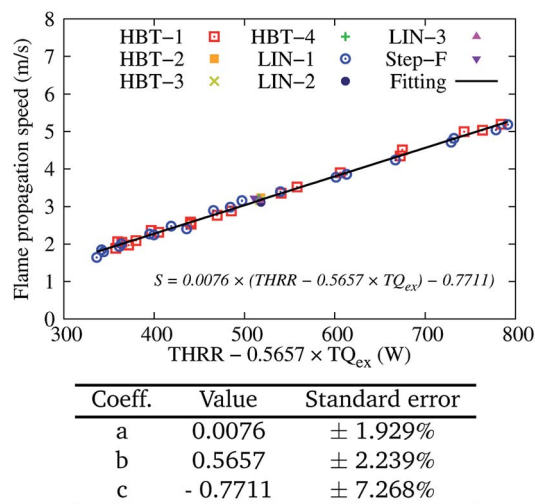 8
7
6
5
4
3
2
1
0
Flame propagation speed (m/s)
HBT−1 HBT−4 LIN−3
HBT−2 LIN−1 Step−F
HBT−3 LIN−2 Fitting
S = 0.0076 × (THRR − 0.5657 × TQex) − 0.7711)
300 400 500 600 700 800
THRR − 0.5657 × TQex (W)
Coeff. Value Standard error
a 0.0076 ± 1.929%
b 0.5657 ± 2.239%
c - 0.7711 ± 7.268%